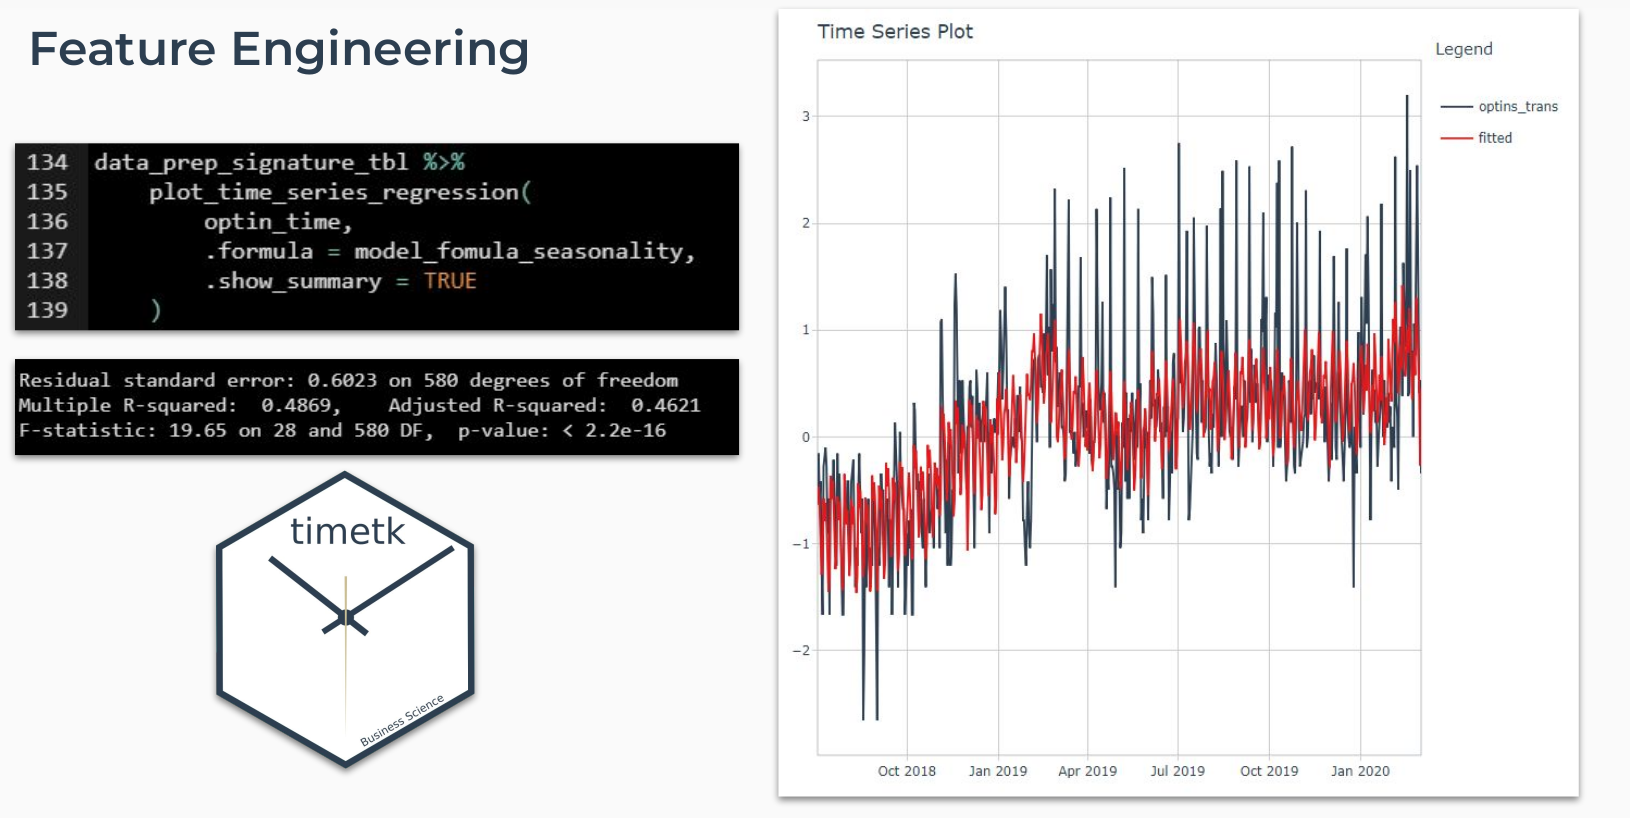 Feature Engineering
134 data_prep_signature_tbl %>%
135     plot_time_series_regression(
136         optin_time,
137         .formula = model_fomula_seasonality,
138         .show_summary = TRUE
139     )
Residual standard error: 0.6023 on 580 degrees of freedom
Multiple R-squared:  0.4869,    Adjusted R-squared:  0.4621
F-statistic: 19.65 on 28 and 580 DF,  p-value: < 2.2e-16
timetk
Business Science
Time Series Plot
Legend
optins_trans
fitted
3
2
1
0
−1
−2
Oct 2018
Jan 2019
Apr 2019
Jul 2019
Oct 2019
Jan 2020